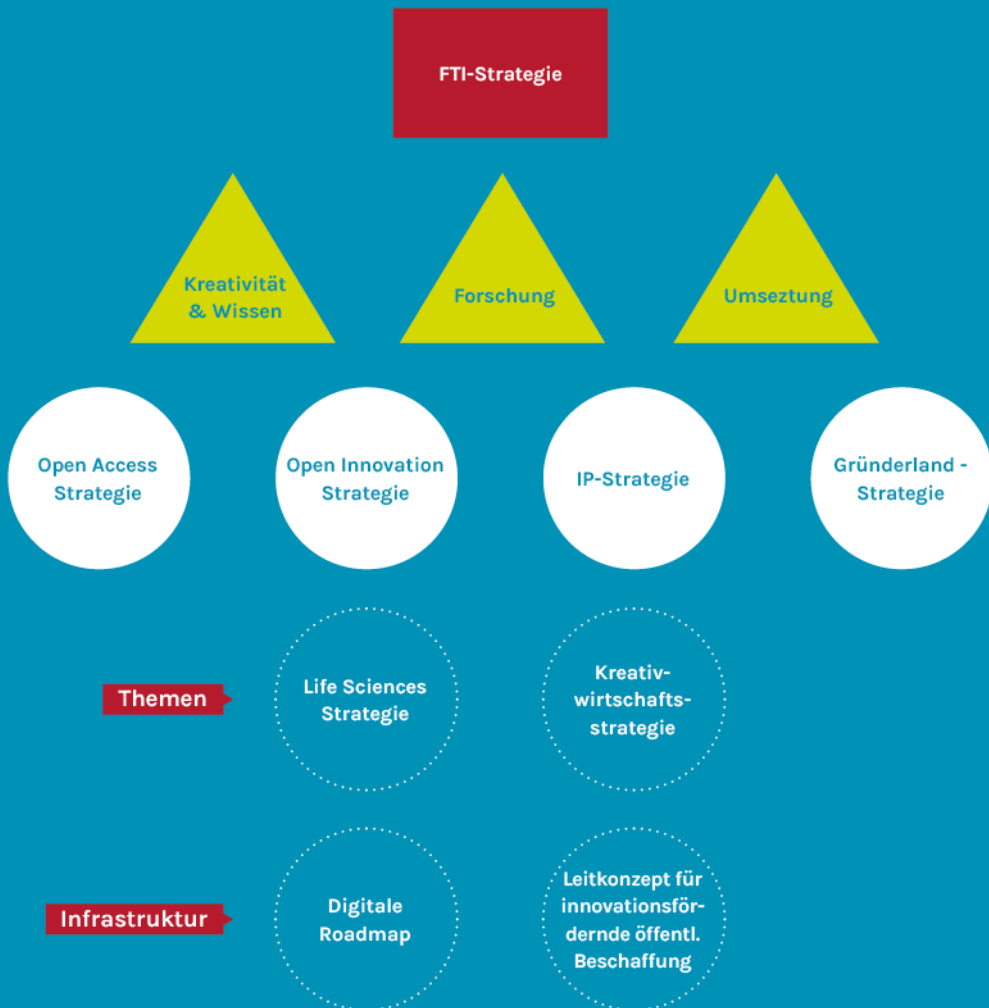 FTI-Strategie
Kreativität
& Wissen
Forschung
Umseztung
Open Access
Strategie
Open Innovation
Strategie
IP-Strategie
Gründerland -
Strategie
Themen
Life Sciences
Strategie
Kreativ-
wirtschafts-
strategie
Infrastruktur
Digitale
Roadmap
Leitkonzept für
innovationsför-
dernde öffentl.
Beschaffung